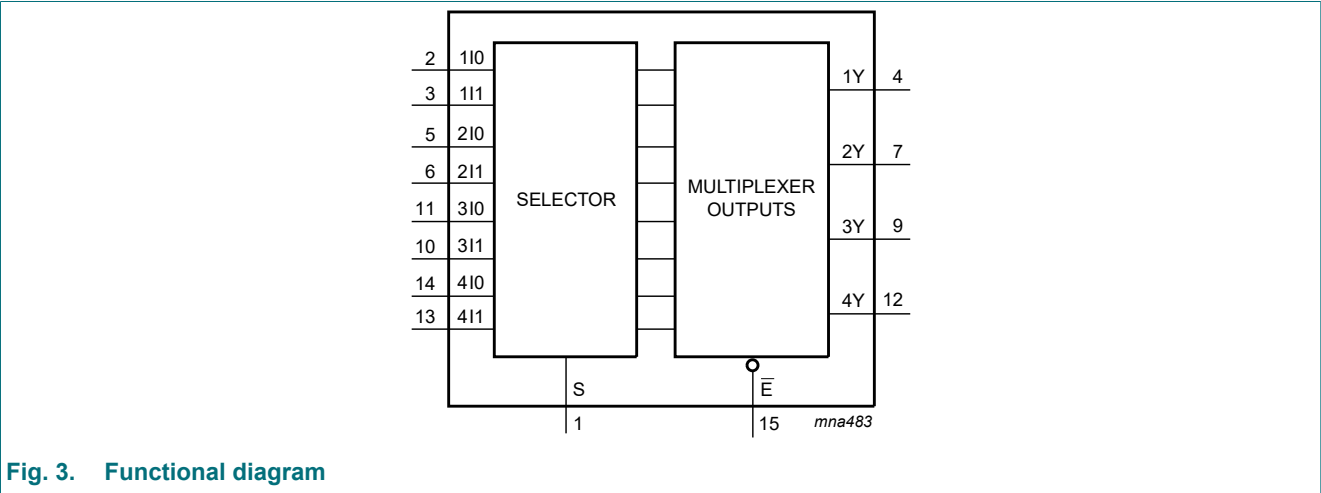 2 1I0
3 1I1
5 2I0
6 2I1
11 3I0
10 3I1
14 4I0
13 4I1
SELECTOR
MULTIPLEXER
OUTPUTS
1Y 4
2Y 7
3Y 9
4Y 12
S
E̅
1
15
mna483
Fig. 3. Functional diagram